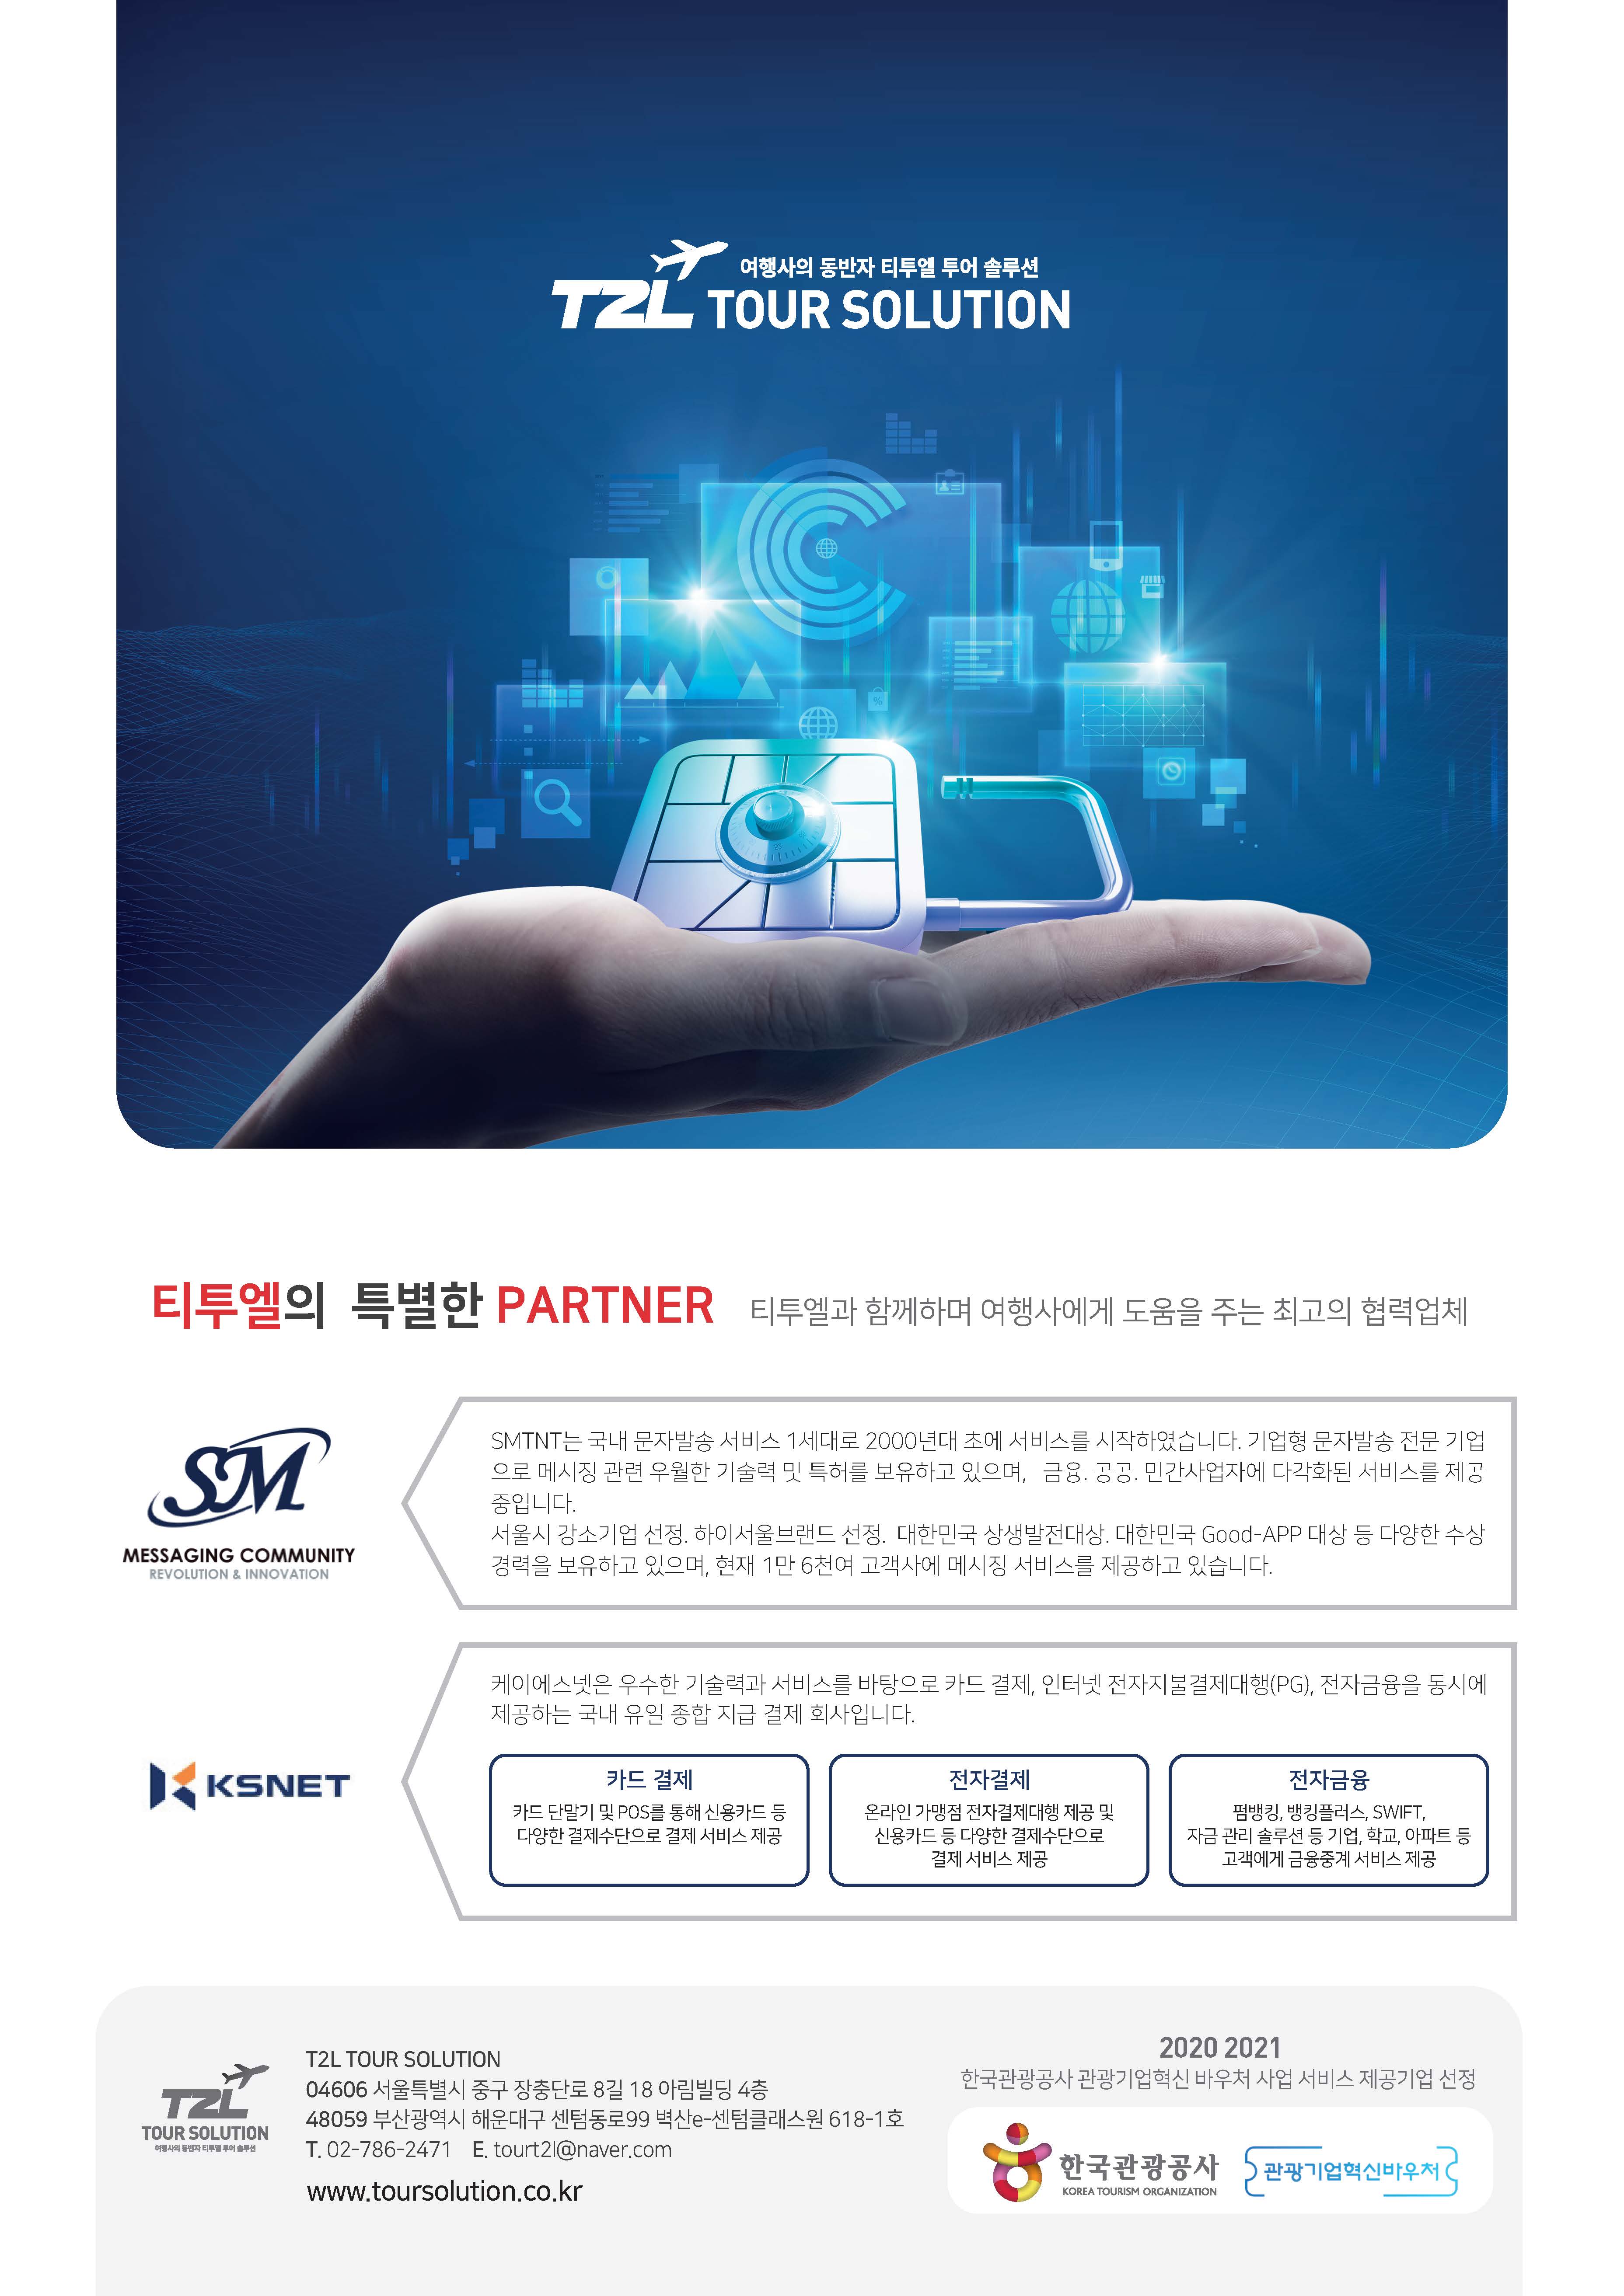 여행사의 동반자 티투엘 투어 솔루션
T2L TOUR SOLUTION
티투엘의 특별한 PARTNER 티투엘과 함께하며 여행사에게 도움을 주는 최고의 협력업체
SM
MESSAGING COMMUNITY
REVOLUTION & INNOVATION
SMTNT는 국내 문자발송 서비스 1세대로 2000년대 초에 서비스를 시작하였습니다. 기업형 문자발송 전문 기업
으로 메시징 관련 우월한 기술력 및 특허를 보유하고 있으며, 금융. 공공. 민간사업자에 다각화된 서비스를 제공
중입니다.
서울시 강소기업 선정. 하이서울브랜드 선정. 대한민국 상생발전대상. 대한민국 Good-APP 대상 등 다양한 수상
경력을 보유하고 있으며, 현재 1만 6천여 고객사에 메시징 서비스를 제공하고 있습니다.
KSNET
케이에스넷은 우수한 기술력과 서비스를 바탕으로 카드 결제, 인터넷 전자지불결제대행(PG), 전자금융을 동시에
제공하는 국내 유일 종합 지급 결제 회사입니다.
카드 결제
카드 단말기 및 POS를 통해 신용카드 등
다양한 결제수단으로 결제 서비스 제공
전자결제
온라인 가맹점 전자결제대행 제공 및
신용카드 등 다양한 결제수단으로
결제 서비스 제공
전자금융
펌뱅킹, 뱅킹플러스, SWIFT,
자금 관리 솔루션 등 기업, 학교, 아파트 등
고객에게 금융중계 서비스 제공
T2L
TOUR SOLUTION
여행사의 동반자 티투엘 투어 솔루션
T2L TOUR SOLUTION
04606 서울특별시 중구 장충단로 8길 18 아림빌딩 4층
48059 부산광역시 해운대구 센텀동로99 벽산e-센텀클래스원 618-1호
T. 02-786-2471 E. tourt2l@naver.com
www.toursolution.co.kr
2020 2021
한국관광공사 관광기업혁신 바우처 사업 서비스 제공기업 선정
한국관광공사
KOREA TOURISM ORGANIZATION
관광기업혁신바우처